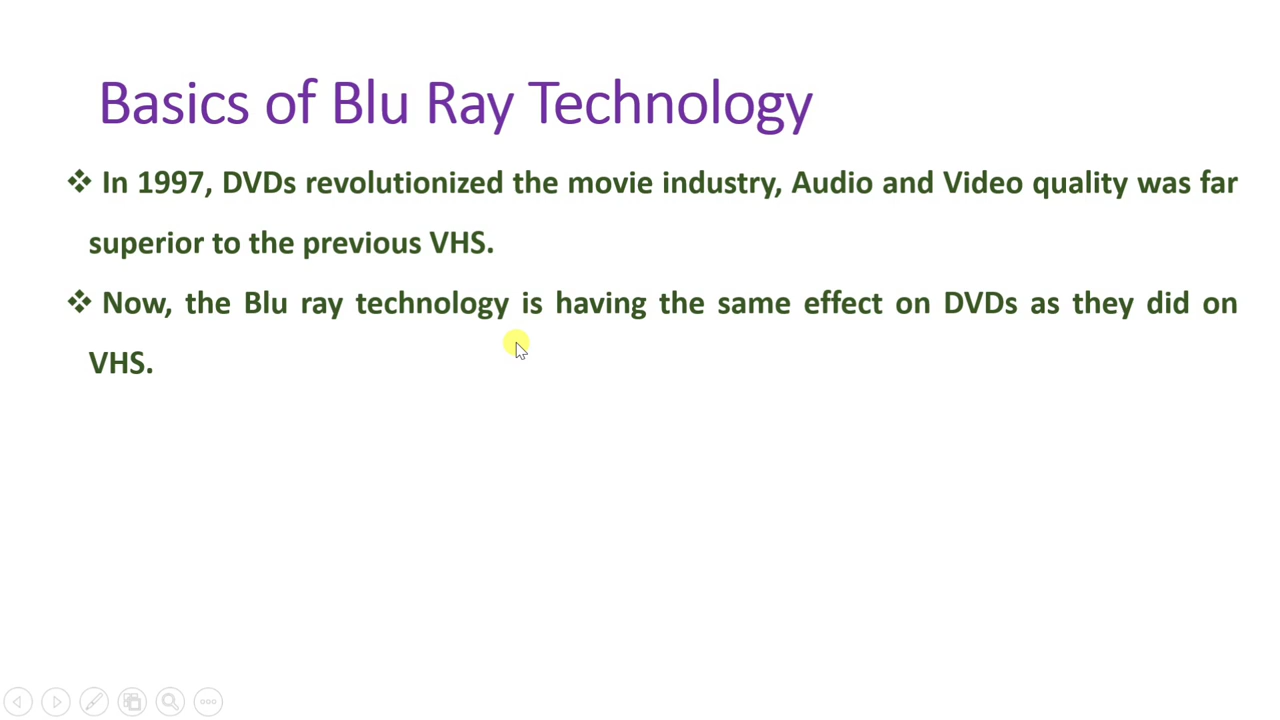 Basics of Blu Ray Technology
❖ In 1997, DVDs revolutionized the movie industry, Audio and Video quality was far
superior to the previous VHS.
❖ Now, the Blu ray technology is having the same effect on DVDs as they did on
VHS.